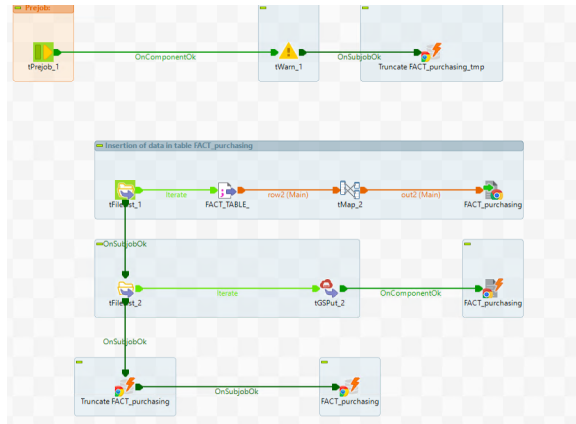 Prejob
OnComponentOk
OnSubjobOk
tPrejob_1
tWarn_1
Truncate FACT_purchasing_tmp
Insertion of data in table FACT_purchasing
Iterate
row2 (Main)
out2 (Main)
tFileList_1
FACT_TABLE_
tMap_2
FACT_purchasing
OnSubjobOk
Iterate
OnComponentOk
tFileList_2
tGSPut_2
FACT_purchasing
OnSubjobOk
OnSubjobOk
Truncate FACT_purchasing
FACT_purchasing